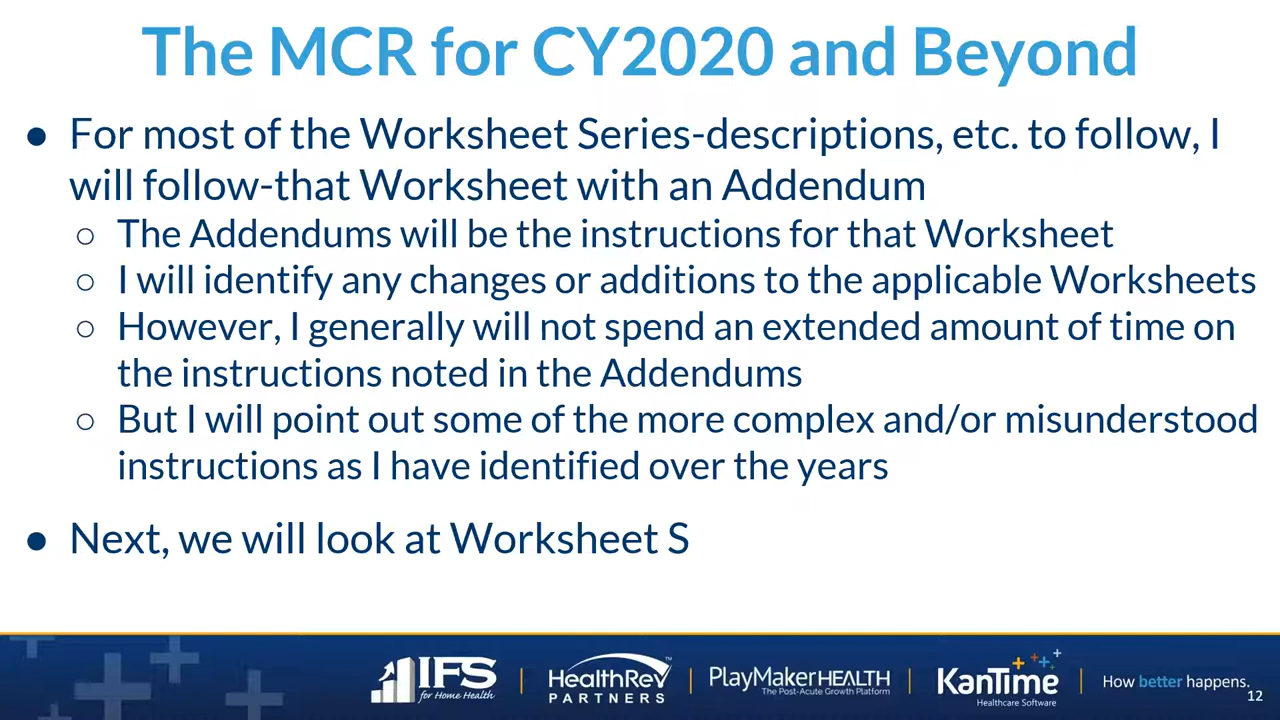 The MCR for CY2020 and Beyond
● For most of the Worksheet Series-descriptions, etc. to follow, I
will follow-that Worksheet with an Addendum
○ The Addendums will be the instructions for that Worksheet
○ I will identify any changes or additions to the applicable Worksheets
○ However, I generally will not spend an extended amount of time on
the instructions noted in the Addendums
○ But I will point out some of the more complex and/or misunderstood
instructions as I have identified over the years
● Next, we will look at Worksheet S
IFS
for Home Health
HealthRev™
PARTNERS
PlayMakerHEALTH
The Post-Acute Growth Platform
KanTime
Healthcare Software
How better happens.
12